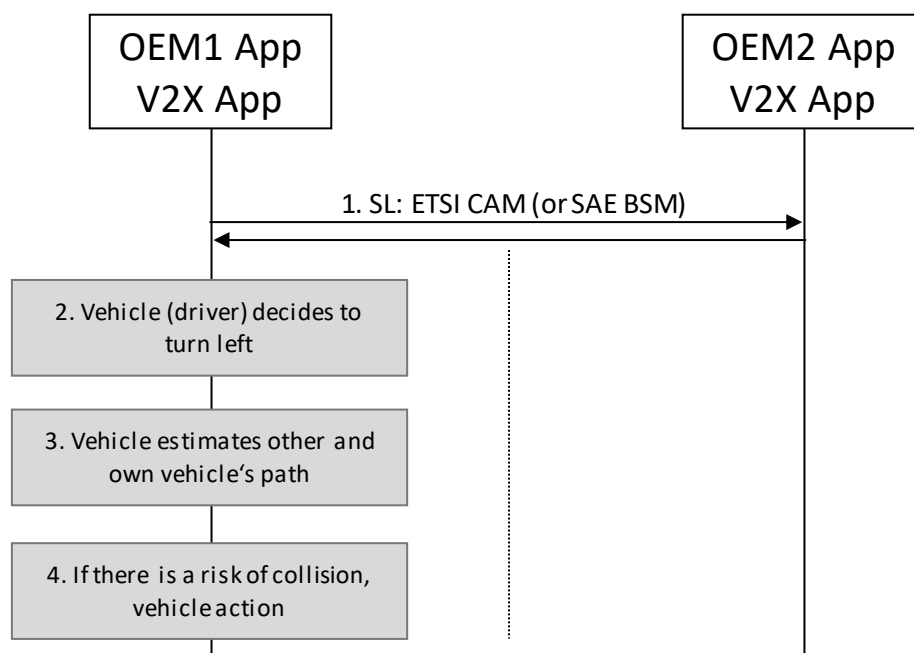 OEM1 App
V2X App
OEM2 App
V2X App
1. SL: ETSI CAM (or SAE BSM)
2. Vehicle (driver) decides to
turn left
3. Vehicle estimates other and
own vehicle‘s path
4. If there is a risk of collision,
vehicle action